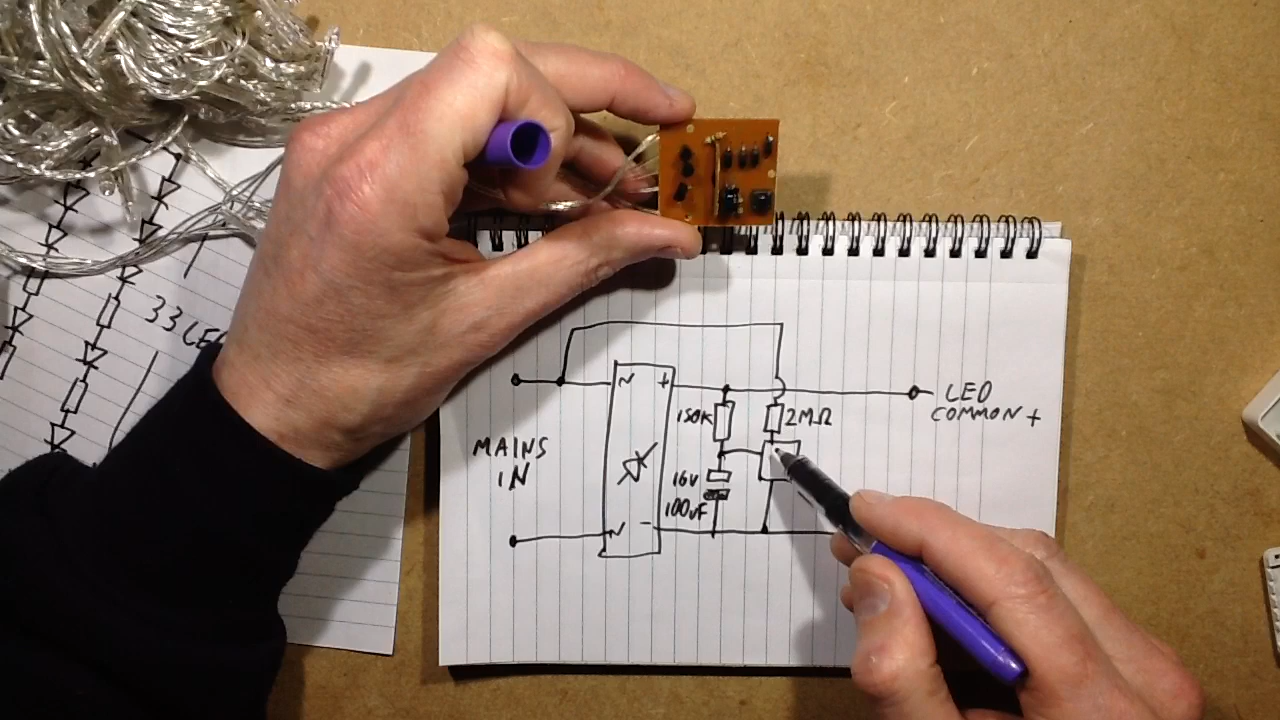 33 LE
~ +
150K
2MΩ
LED
COMMON +
MAINS
IN
16V
100uF
~ −